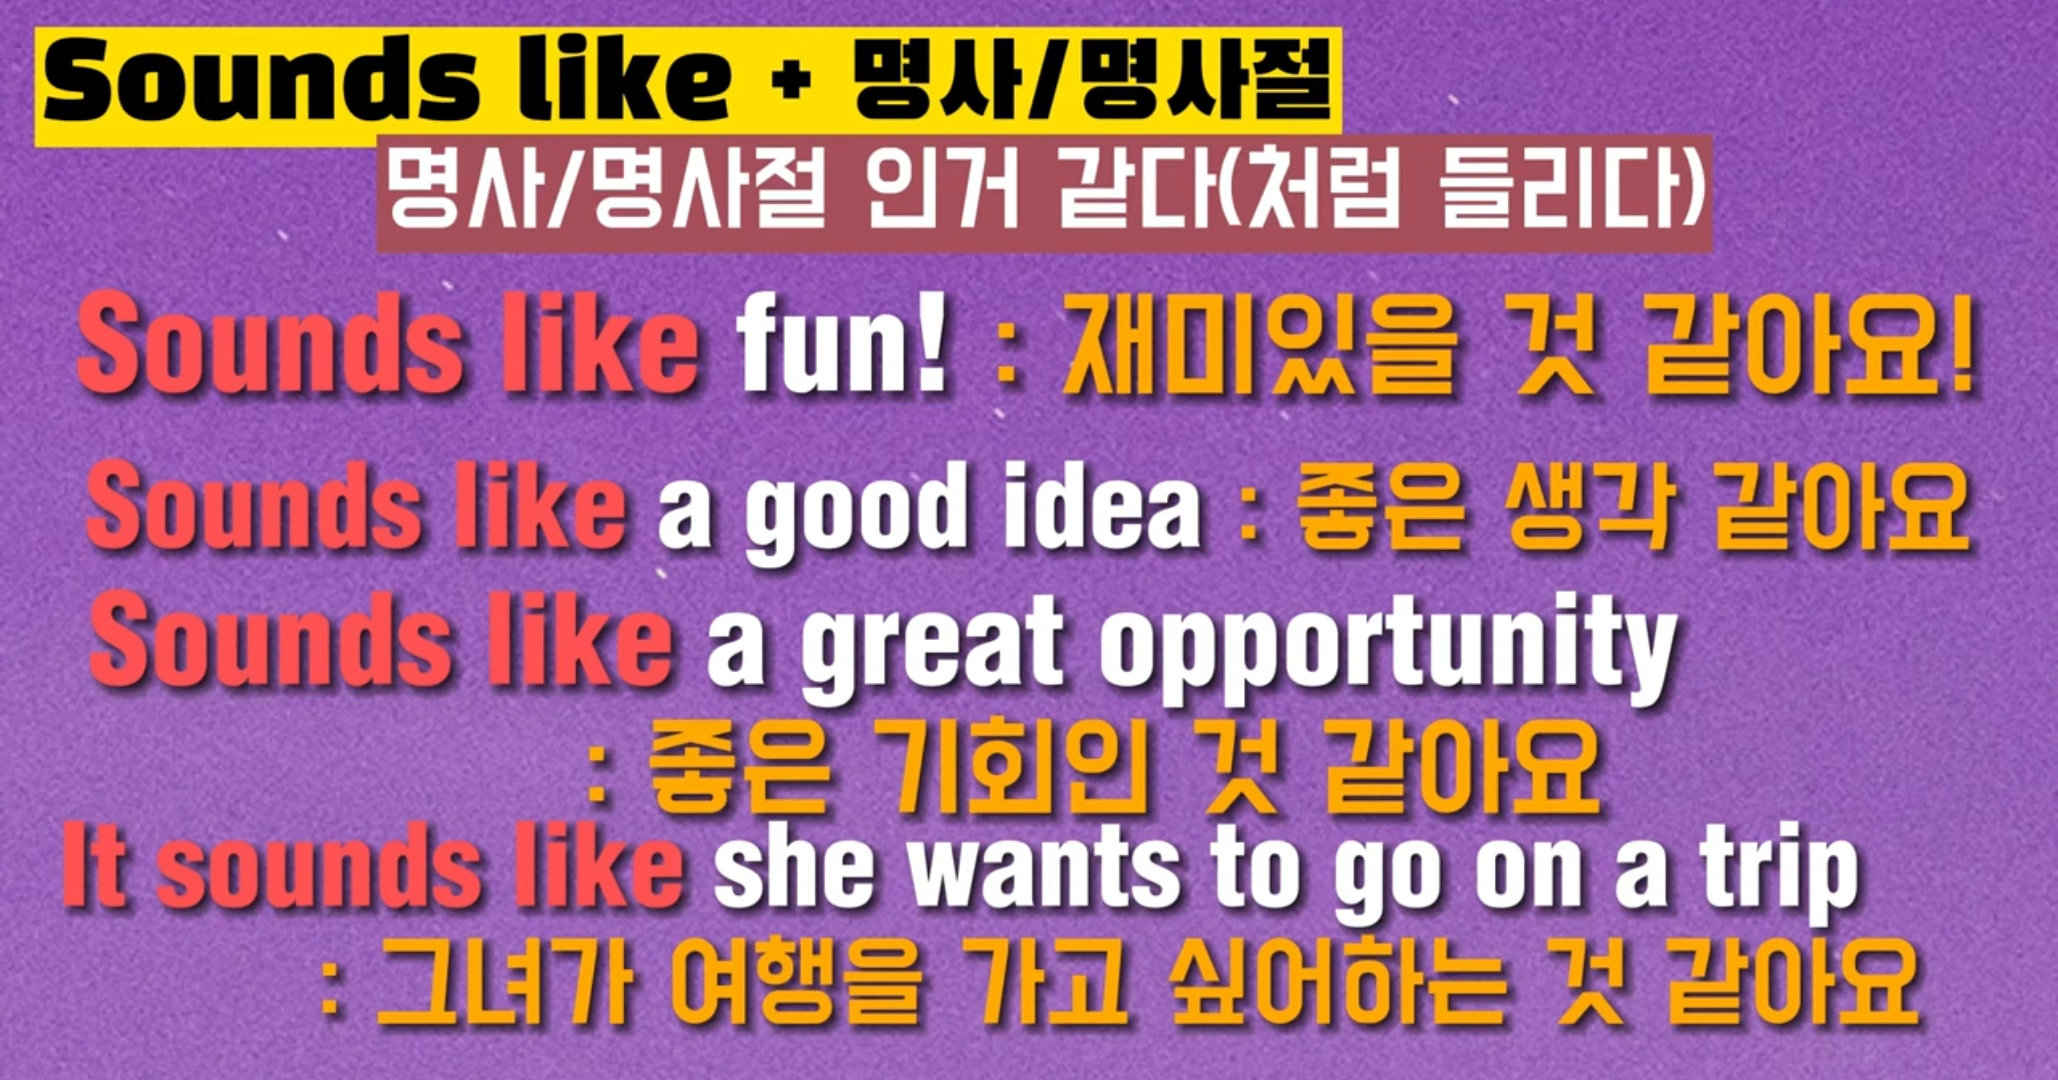 Sounds like + 명사/명사절
명사/명사절 인거 같다(처럼 들리다)
Sounds like fun! : 재미있을 것 같아요!
Sounds like a good idea : 좋은 생각 같아요
Sounds like a great opportunity
: 좋은 기회인 것 같아요
It sounds like she wants to go on a trip
: 그녀가 여행을 가고 싶어하는 것 같아요